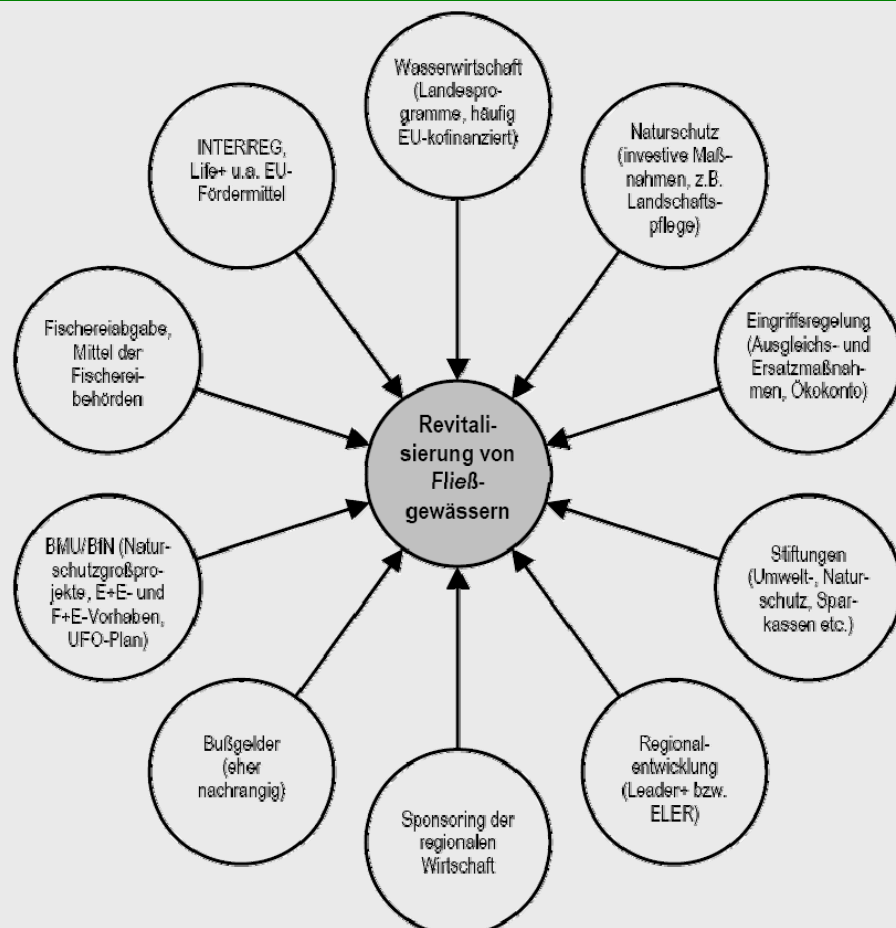 Wasserwirtschaft
(Landespro-
gramme, häufig
EU-kofinanziert)
Naturschutz
(investive Maß-
nahmen, z.B.
Landschafts-
pflege)
Eingriffsregelung
(Ausgleichs- und
Ersatzmaßnah-
men, Ökokonto)
Stiftungen
(Umwelt-, Natur-
schutz, Spar-
kassen etc.)
Regional-
entwicklung
(Leader+ bzw.
ELER)
Sponsoring der
regionalen
Wirtschaft
Bußgelder
(eher
nachrangig)
BMU/BfN (Natur-
schutzgroßpro-
jekte, E+E- und
F+E-Vorhaben,
UFO-Plan)
Fischereiabgabe,
Mittel der
Fischerei-
behörden
INTERREG,
Life+ u.a. EU-
Fördermittel
Revitali-
sierung von
Fließ-
gewässern